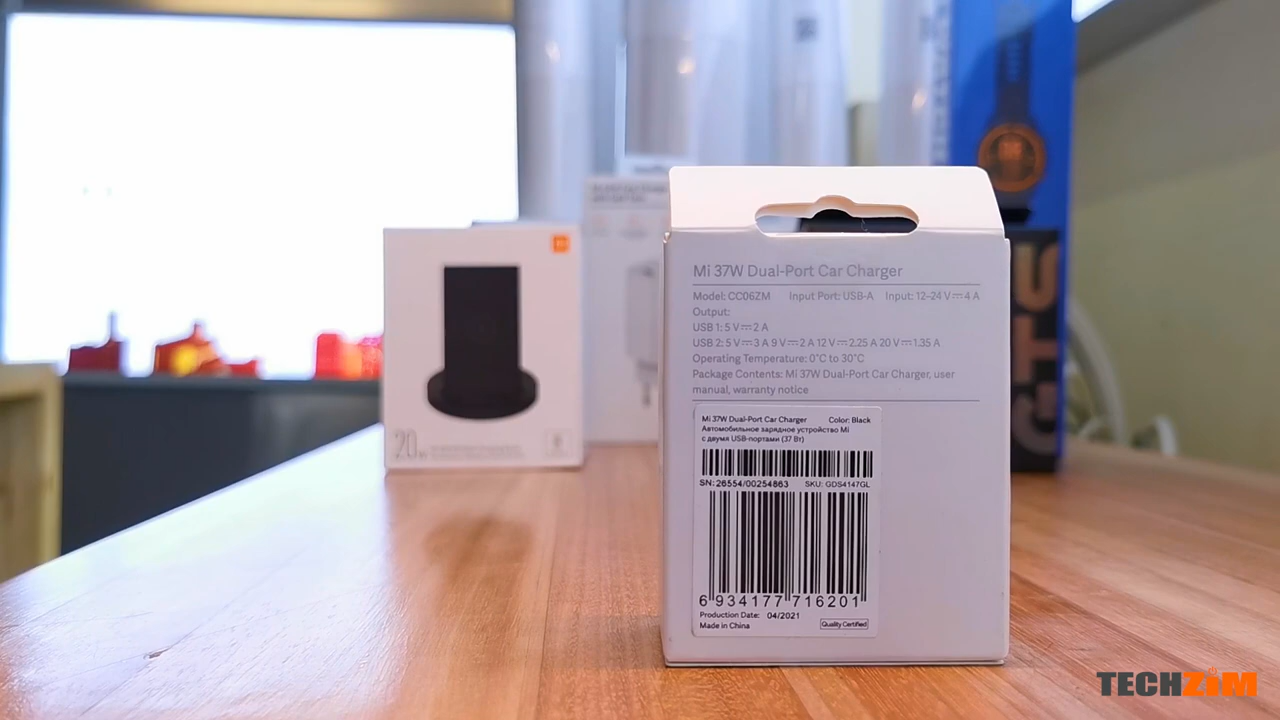 Mi 37W Dual-Port Car Charger
Model: CC06ZM Input Port: USB-A Input: 12–24 V⎓4 A
Output:
USB 1: 5 V⎓2 A
USB 2: 5 V⎓3 A 9 V⎓2 A 12 V⎓2.25 A 20 V⎓1.35 A
Operating Temperature: 0°C to 30°C
Package Contents: Mi 37W Dual-Port Car Charger, user
manual, warranty notice
Mi 37W Dual-Port Car Charger Color: Black
Автомобильное зарядное устройство Mi
с двумя USB-портами (37 Вт)
SN: 26554/00254863 SKU: GDS4147GL
6 934177 716201
Production Date: 04/2021
Made in China Quality Certified
20
GTS
TECHZiM